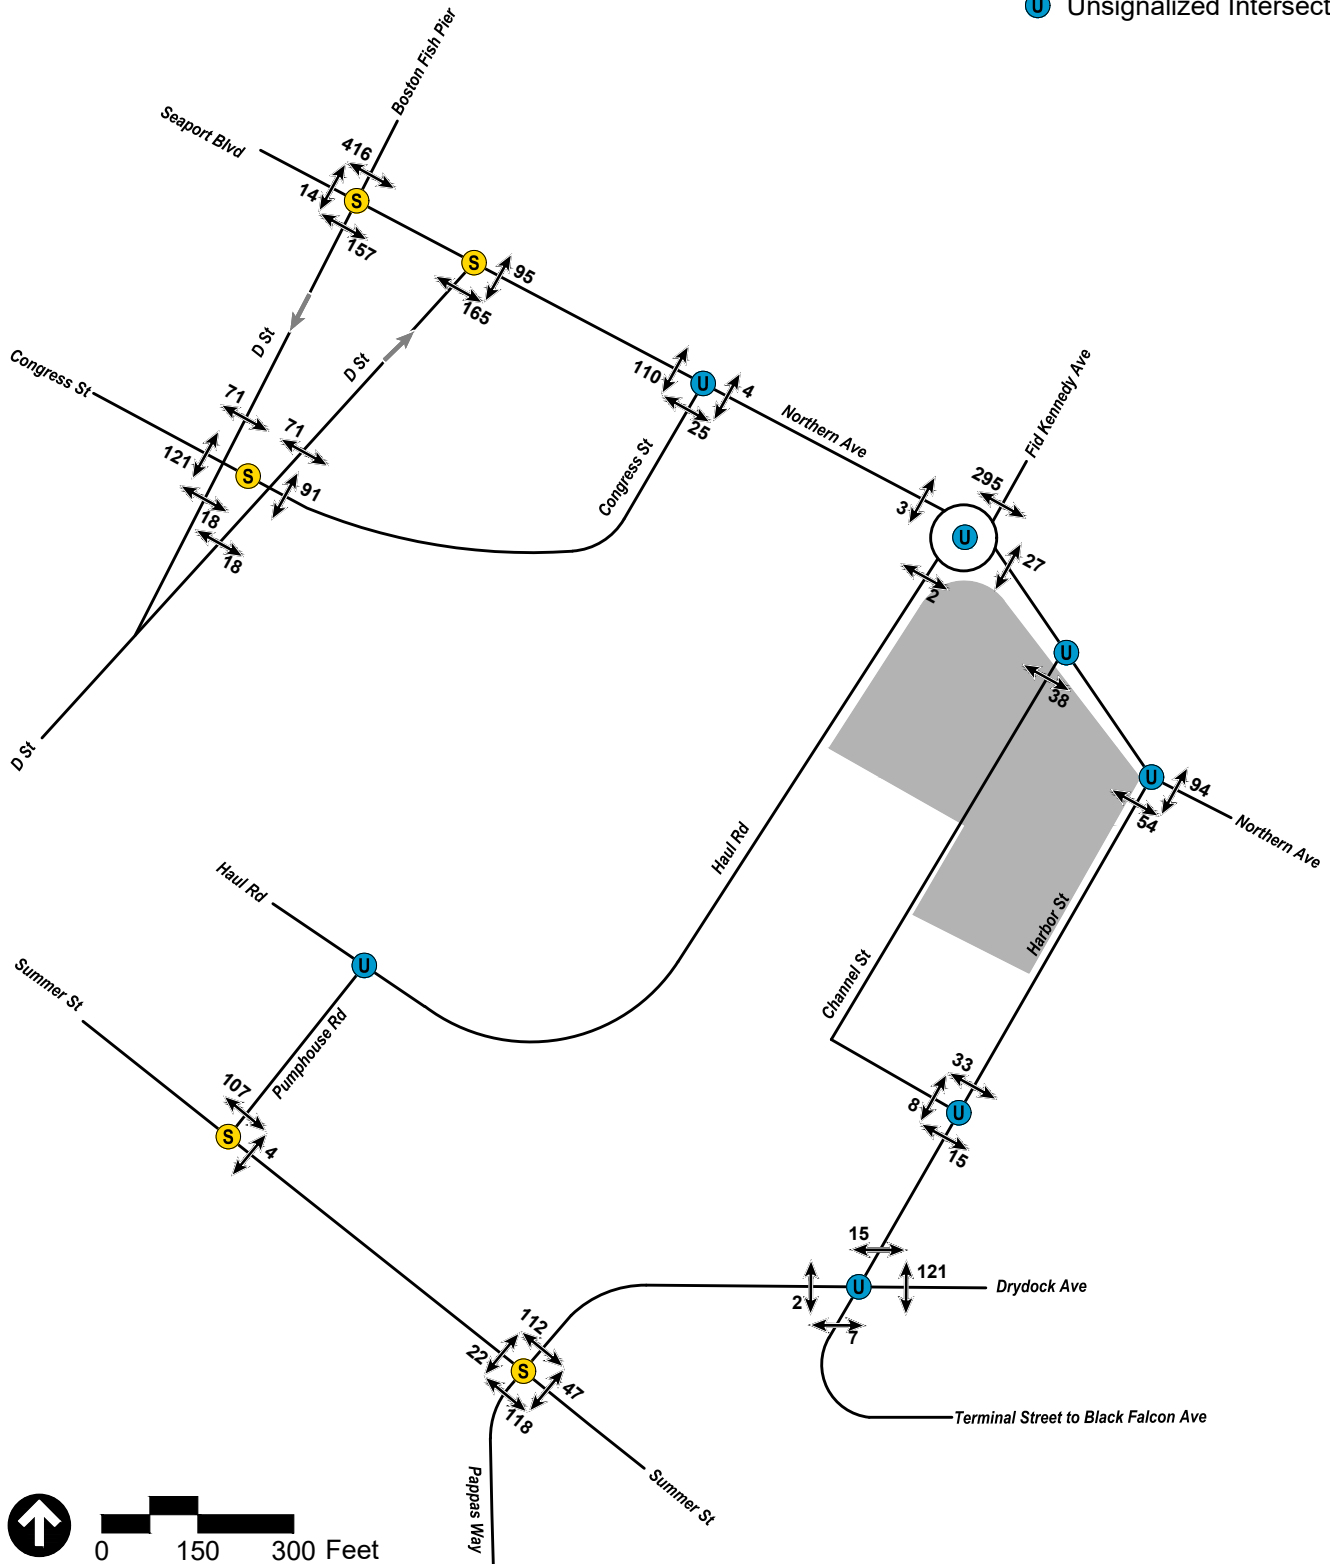 U Unsignalized Intersect
Boston Fish Pier
Seaport Blvd
416
14
S
157
S
95
165
D St
D St
Congress St
110
U
4
25
Northern Ave
Fid Kennedy Ave
71
71
121
S
91
18
18
Congress St
295
3
U
27
2
U
38
D St
U
94
54
Northern Ave
Haul Rd
Haul Rd
Harbor St
Summer St
U
Channel St
Pumphouse Rd
107
S
4
33
8
U
15
15
121
2
U
Drydock Ave
7
112
22
S
47
118
Terminal Street to Black Falcon Ave
Pappas Way
Summer St
0 150 300 Feet